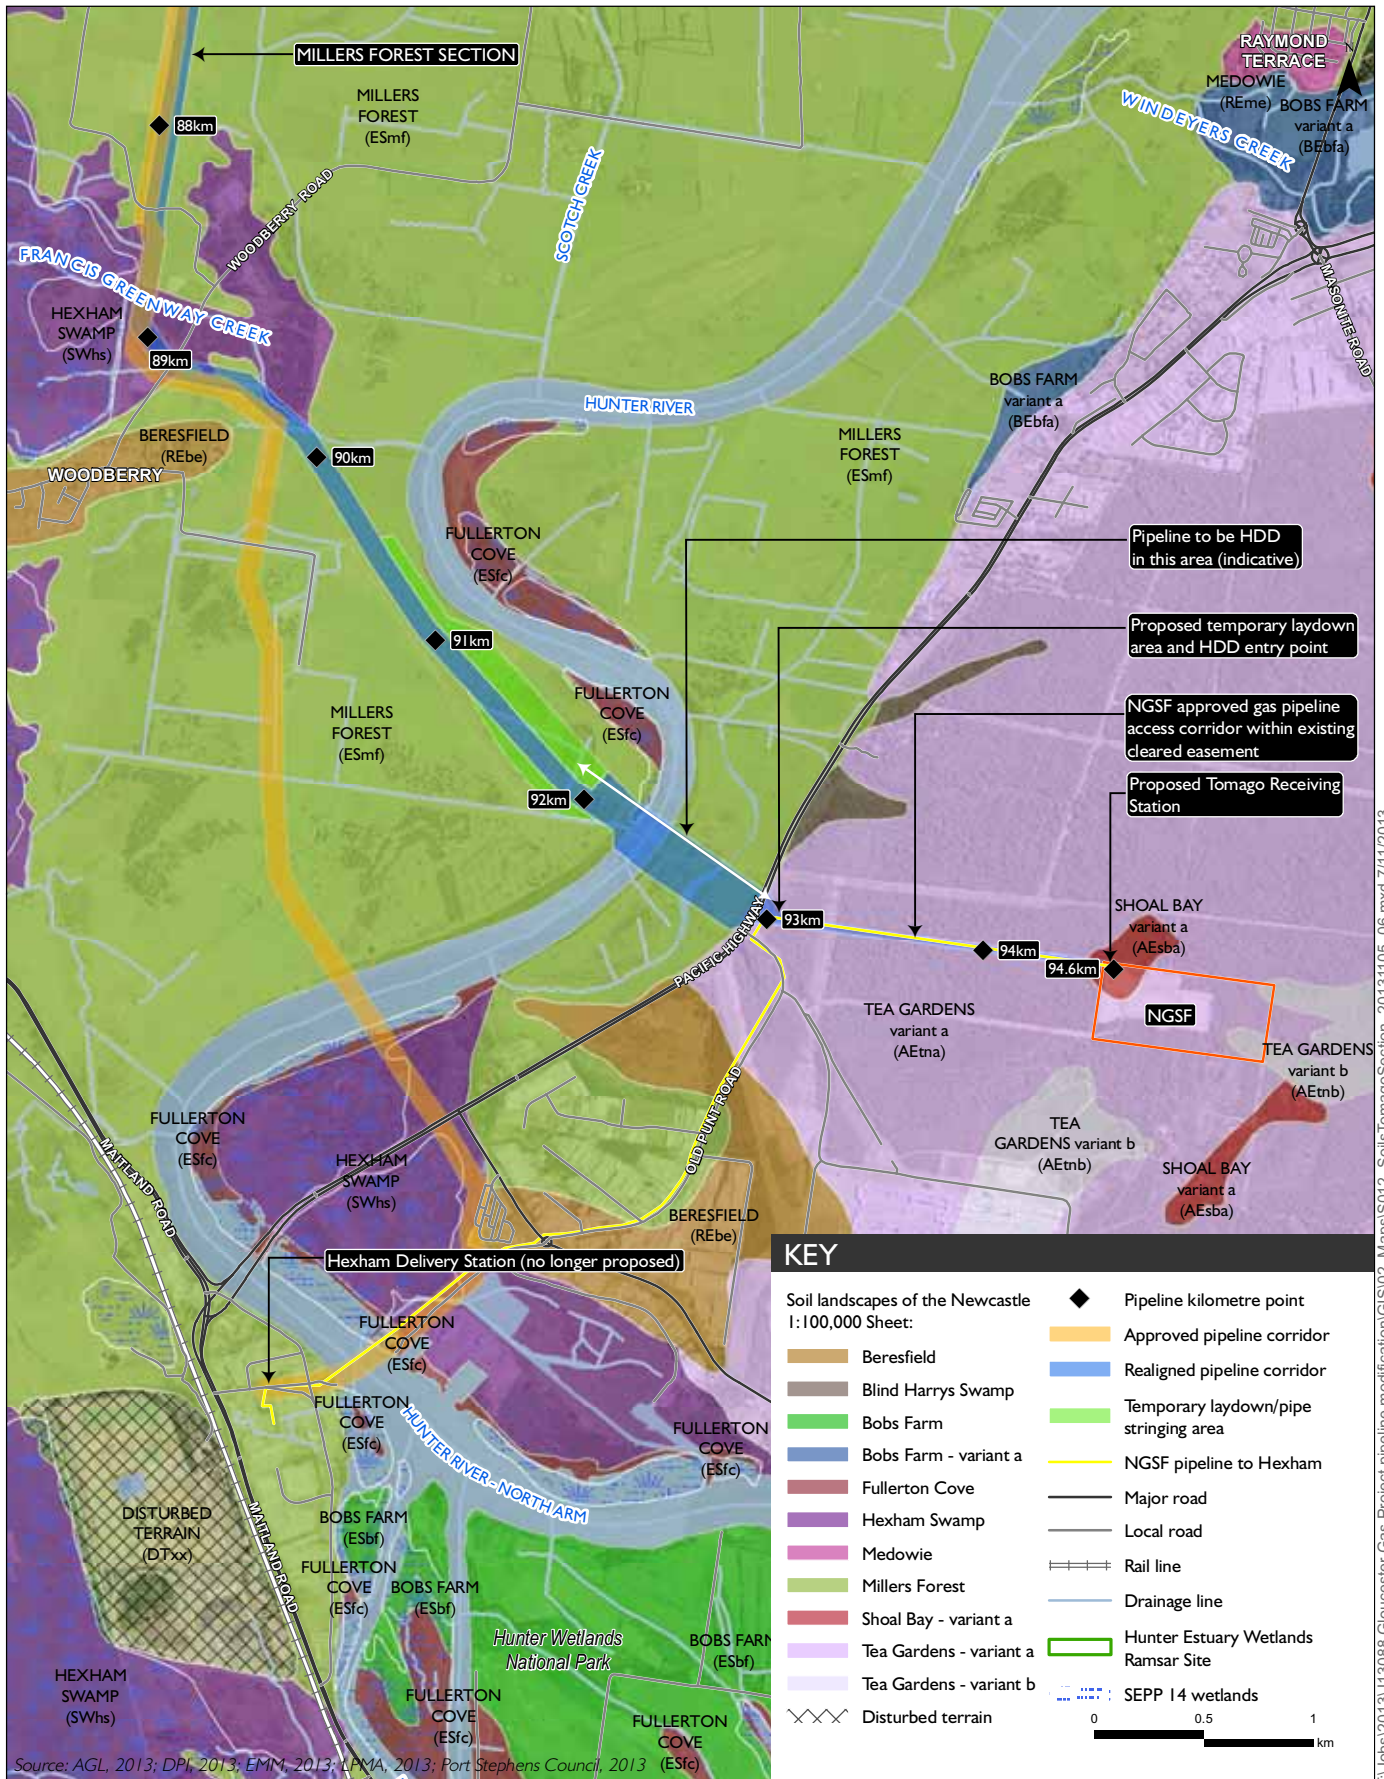 MILLERS FOREST SECTION
RAYMOND
TERRACE
N
MEDOWIE
(REme)
BOBS FARM
variant a
(BEbfa)
WINDEYERS CREEK
MILLERS
FOREST
(ESmf)
88km
SCOTCH CREEK
WOODBERRY ROAD
FRANCIS GREENWAY CREEK
MASONITE ROAD
HEXHAM
SWAMP
(SWhs)
89km
BOBS FARM
variant a
(BEbfa)
HUNTER RIVER
BERESFIELD
(REbe)
MILLERS
FOREST
(ESmf)
90km
WOODBERRY
FULLERTON
COVE
(ESfc)
Pipeline to be HDD
in this area (indicative)
91km
Proposed temporary laydown
area and HDD entry point
FULLERTON
COVE
(ESfc)
MILLERS
FOREST
(ESmf)
NGSF approved gas pipeline
access corridor within existing
cleared easement
92km
Proposed Tomago Receiving
Station
SHOAL BAY
variant a
(AEsba)
93km
PACIFIC HIGHWAY
94km
94.6km
TEA GARDENS
variant a
(AEtna)
NGSF
TEA GARDENS
variant b
(AEtnb)
OLD PUNT ROAD
FULLERTON
COVE
(ESfc)
MAITLAND ROAD
HEXHAM
SWAMP
(SWhs)
TEA
GARDENS variant b
(AEtnb)
SHOAL BAY
variant a
(AEsba)
BERESFIELD
(REbe)
Hexham Delivery Station (no longer proposed)
FULLERTON
COVE
(ESfc)
FULLERTON
COVE
(ESfc)
HUNTER RIVER - NORTH ARM
FULLERTON
COVE
(ESfc)
DISTURBED
TERRAIN
(DTxx)
MAITLAND ROAD
BOBS FARM
(ESbf)
FULLERTON
COVE
(ESfc)
BOBS FARM
(ESbf)
Hunter Wetlands
National Park
BOBS FARM
(ESbf)
HEXHAM
SWAMP
(SWhs)
FULLERTON
COVE
(ESfc)
FULLERTON
COVE
(ESfc)
Source: AGL, 2013; DPI, 2013; EMM, 2013; LPMA, 2013; Port Stephens Council, 2013
KEY
Soil landscapes of the Newcastle
1:100,000 Sheet:
Beresfield
Blind Harrys Swamp
Bobs Farm
Bobs Farm - variant a
Fullerton Cove
Hexham Swamp
Medowie
Millers Forest
Shoal Bay - variant a
Tea Gardens - variant a
Tea Gardens - variant b
Disturbed terrain
Pipeline kilometre point
Approved pipeline corridor
Realigned pipeline corridor
Temporary laydown/pipe
stringing area
NGSF pipeline to Hexham
Major road
Local road
Rail line
Drainage line
Hunter Estuary Wetlands
Ramsar Site
SEPP 14 wetlands
0 0.5 1
km